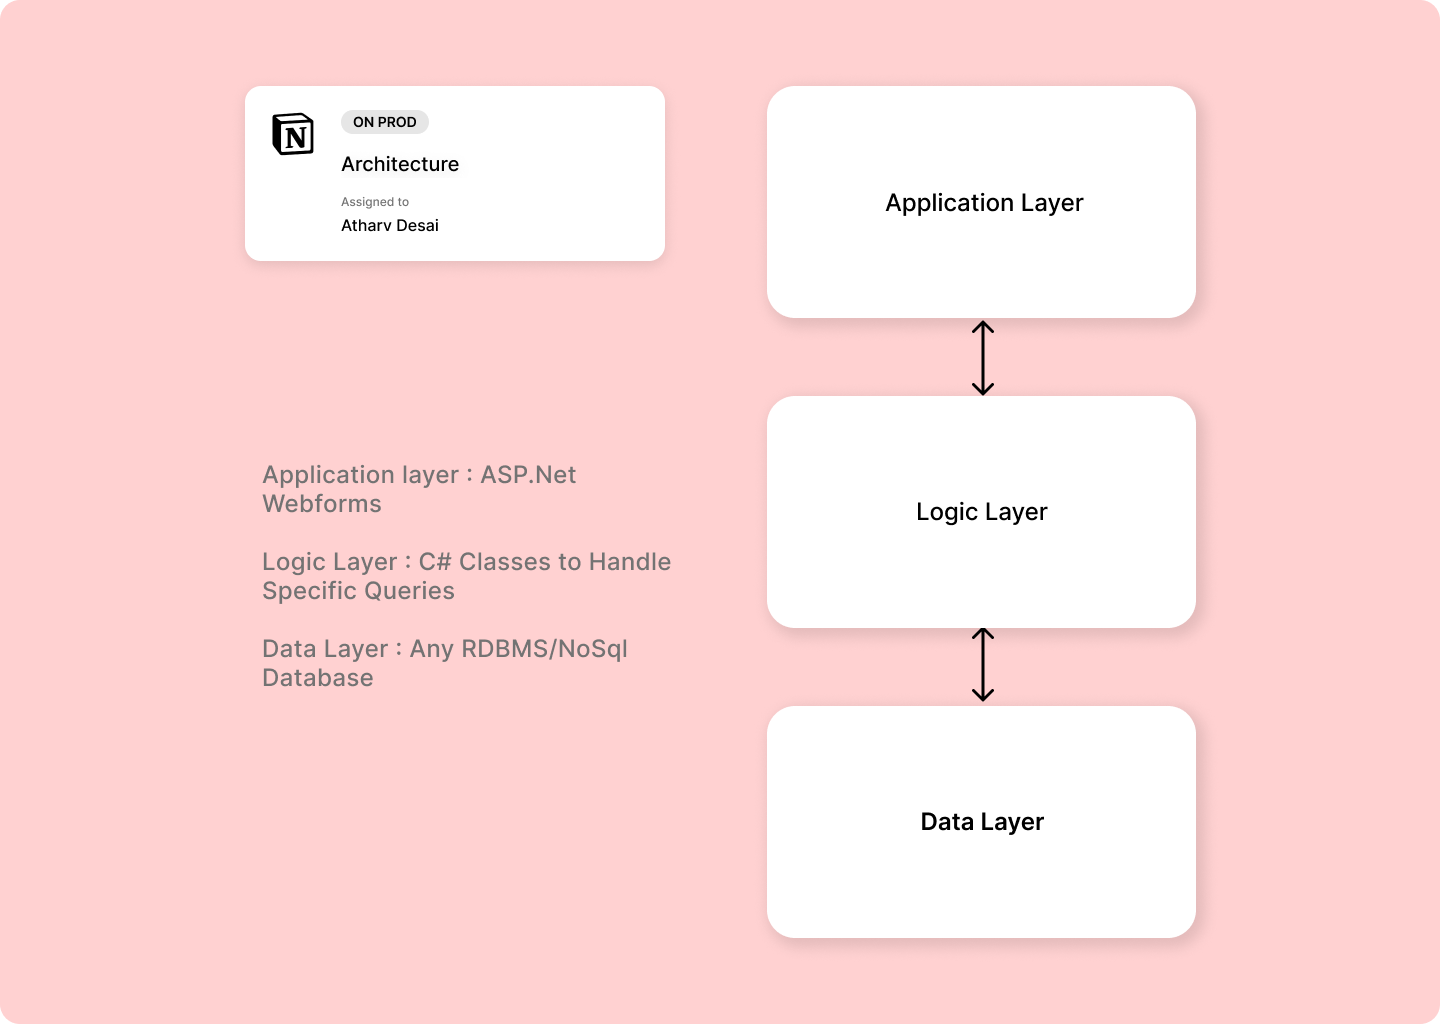 N
ON PROD
Architecture
Assigned to
Atharv Desai
Application Layer
Logic Layer
Data Layer
Application layer : ASP.Net
Webforms
Logic Layer : C# Classes to Handle
Specific Queries
Data Layer : Any RDBMS/NoSql
Database